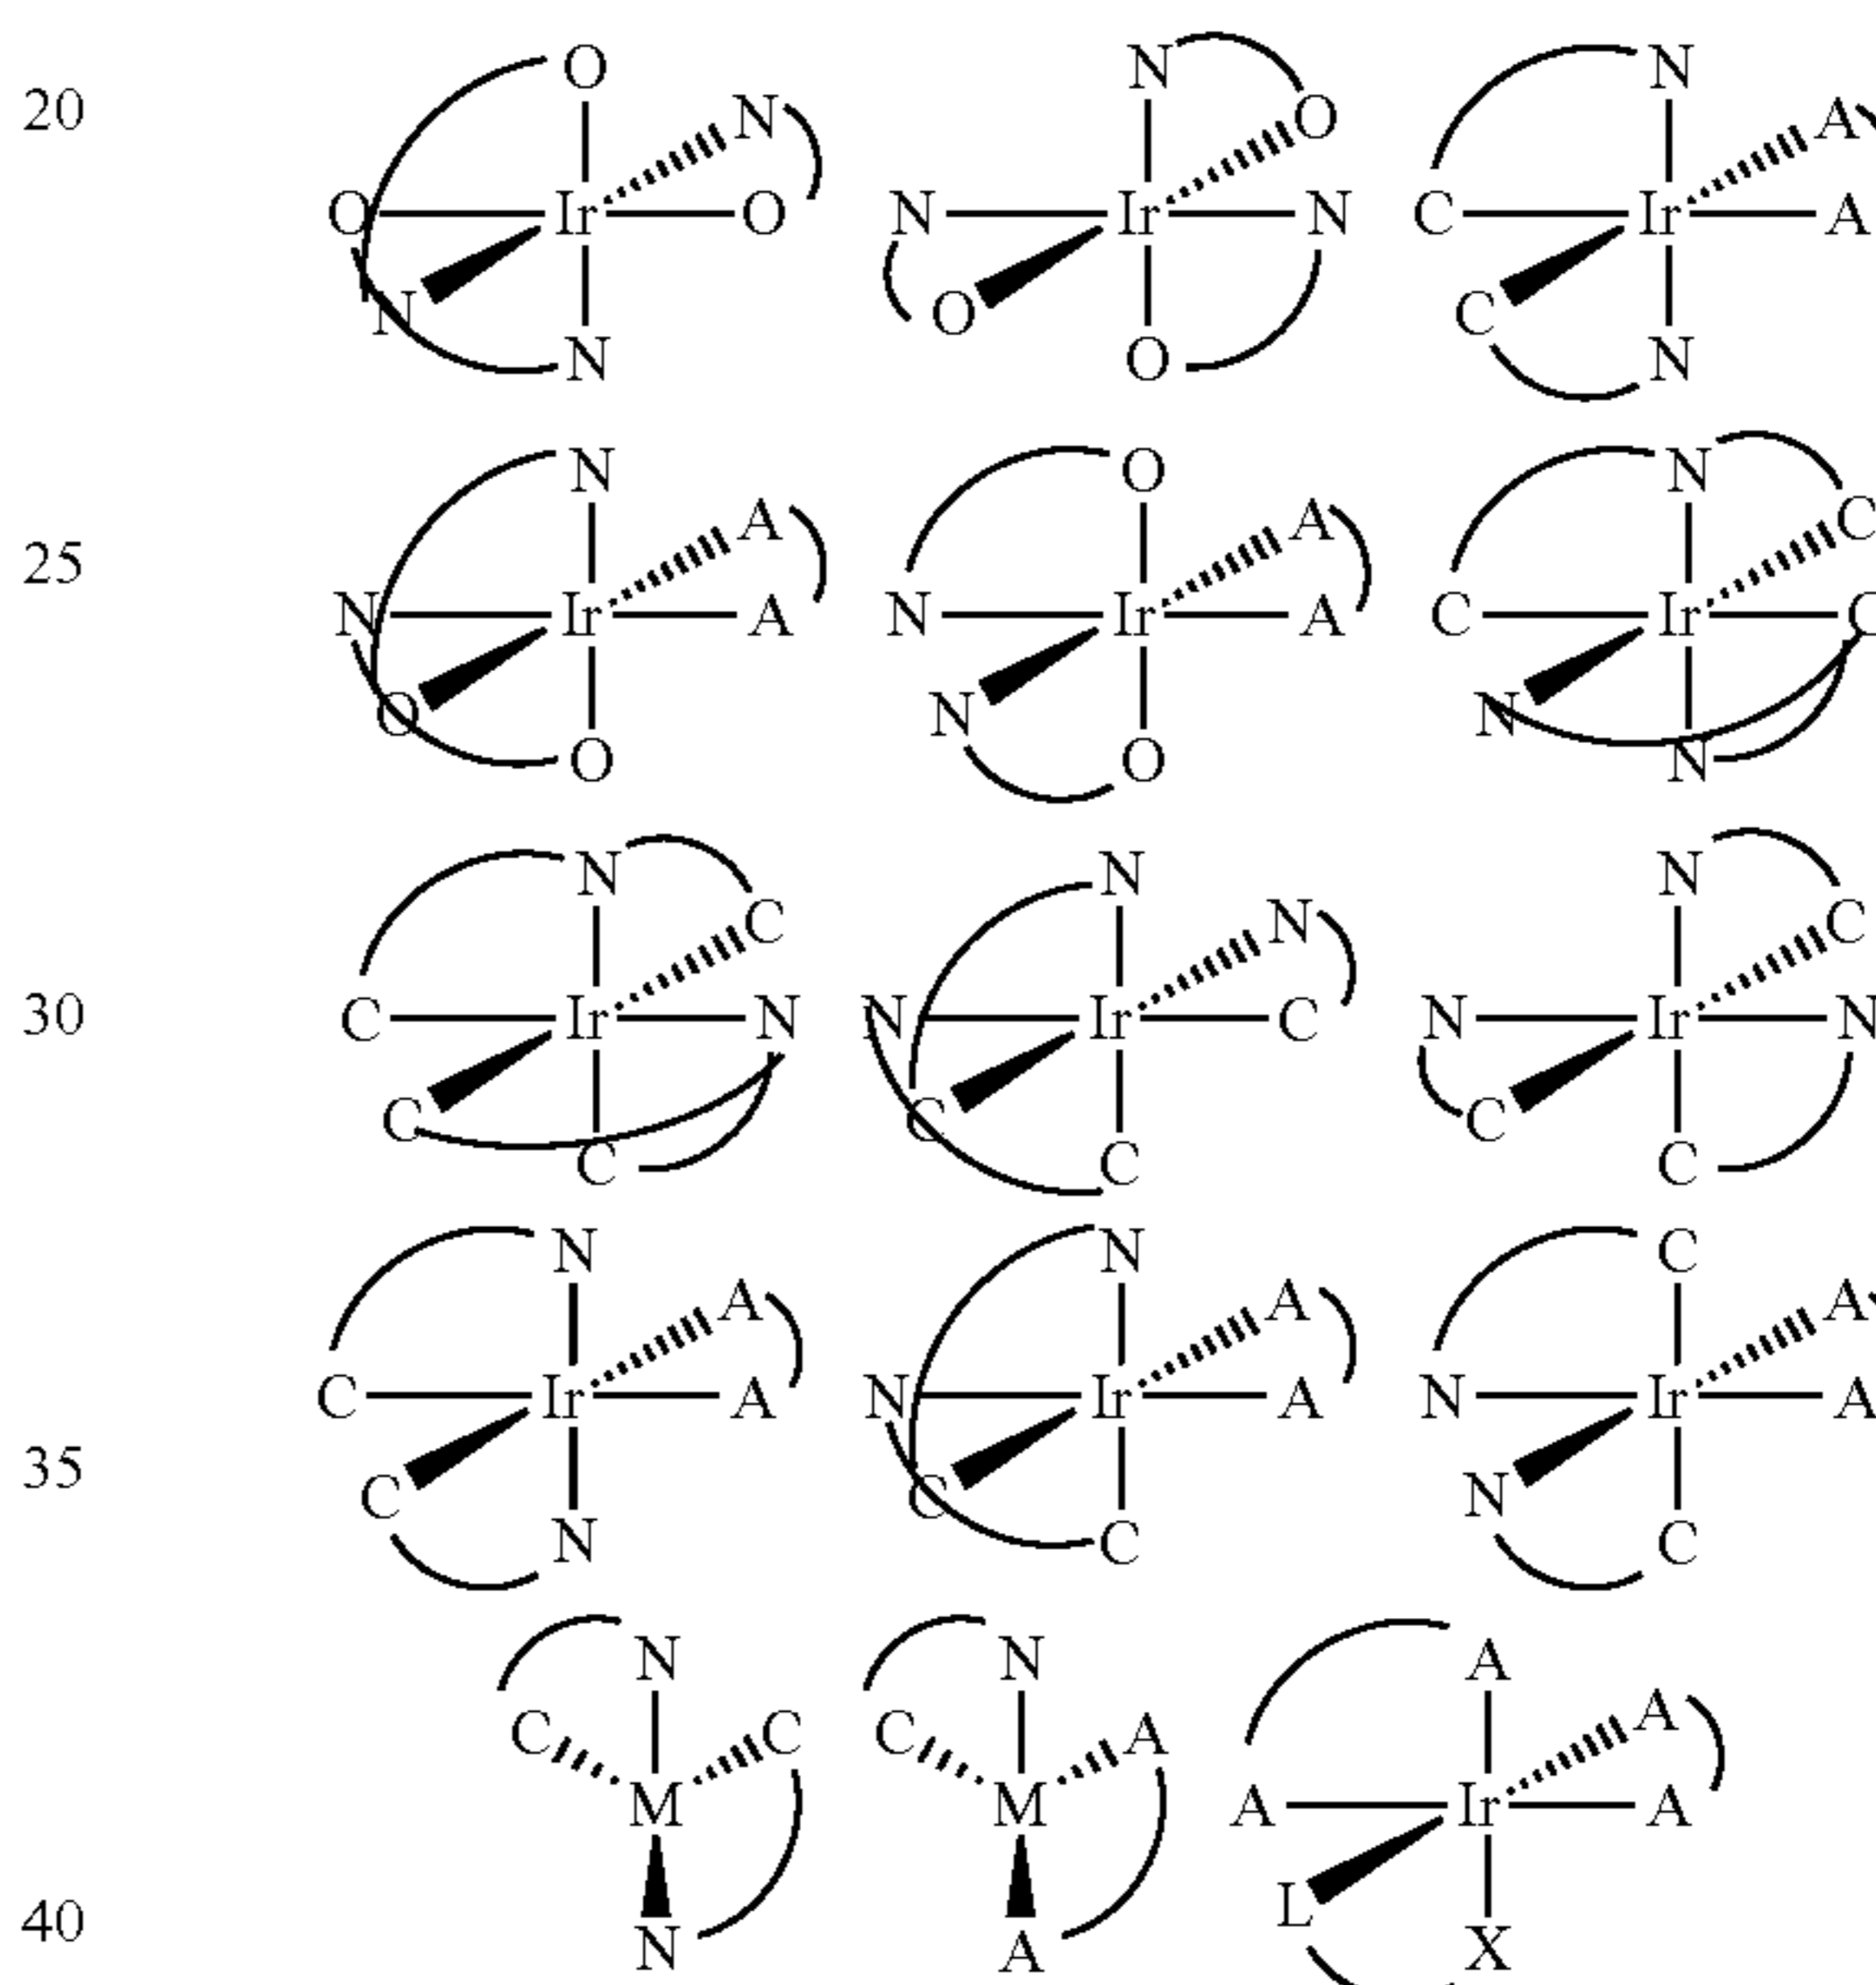 O N N
20 N O A
O Ir O N Ir N C Ir A
N O C
N O N
N O N
A A C
25 N Ir A N Ir A C Ir C
O N N
O O N
N N N
C N C
30 C Ir N N Ir C N Ir N
C C C
C C C
N N C
A A A
C Ir A N Ir A N Ir A
35 C C N
N C C
N N A
C C C A A
M M A Ir A
L
40 N A X